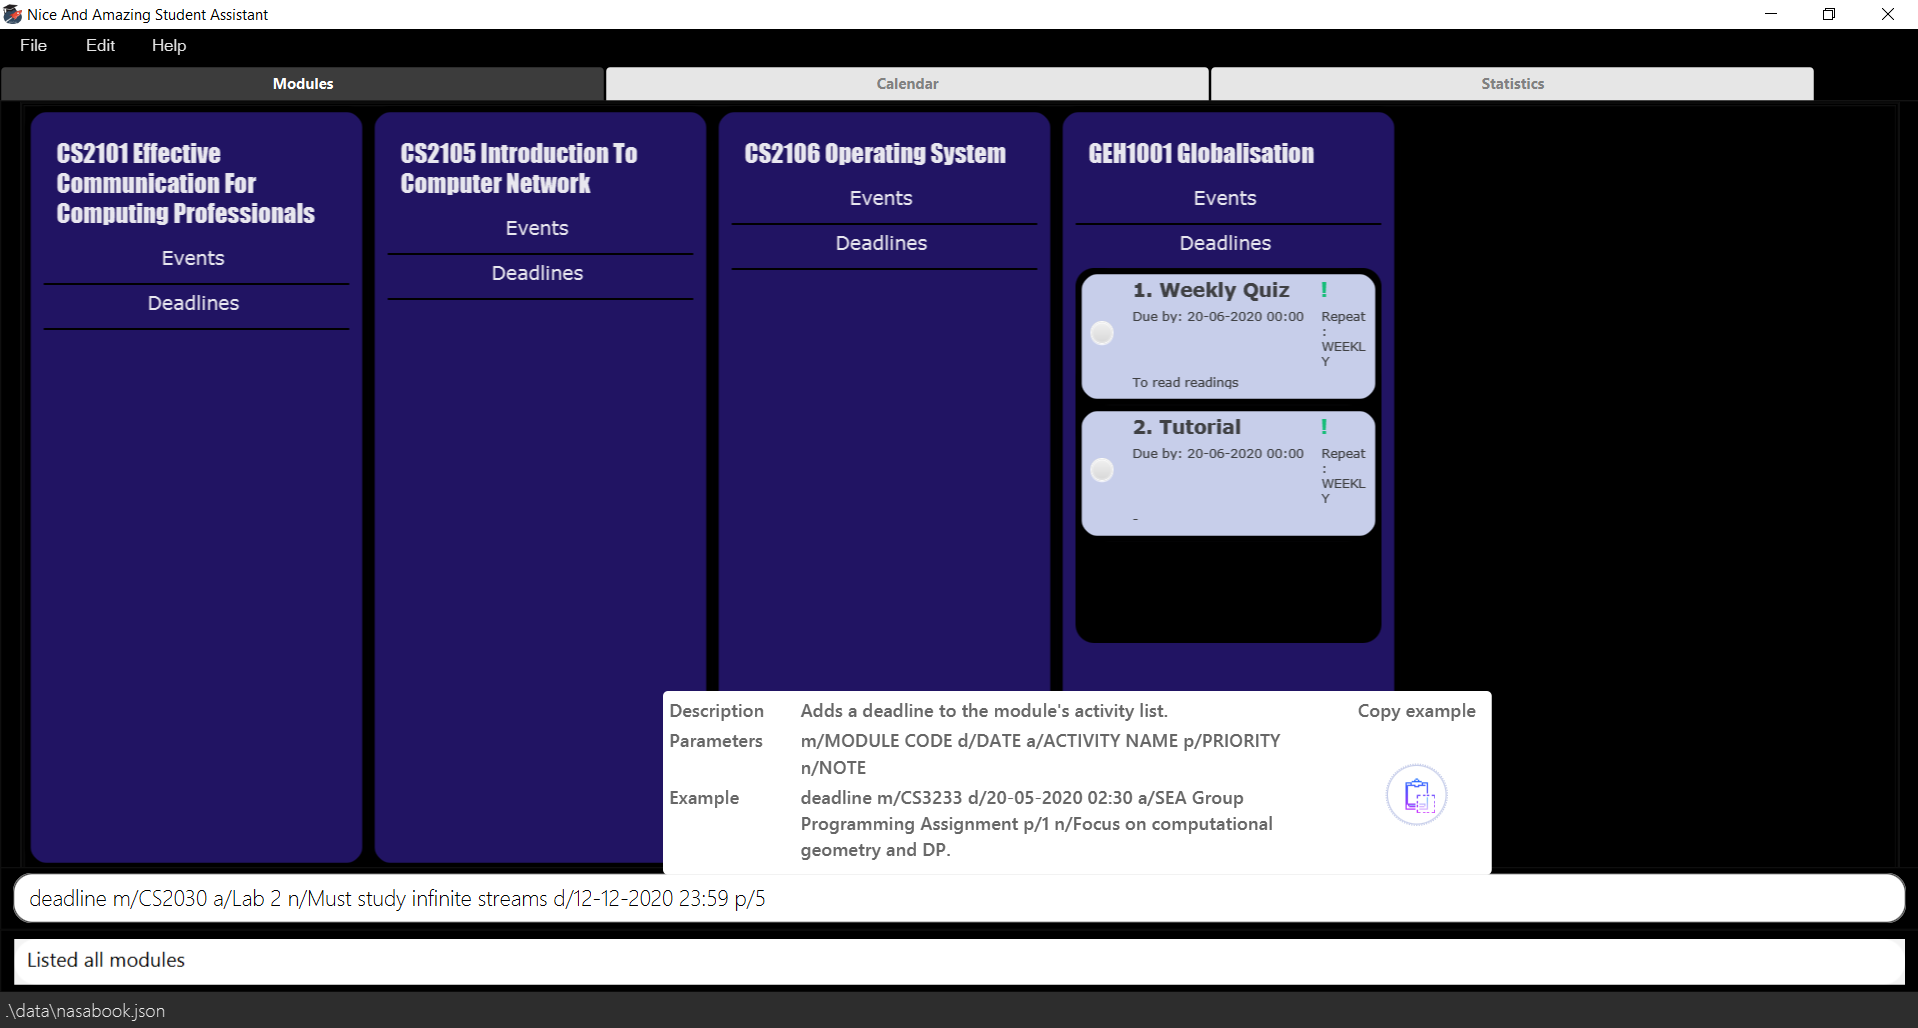 Nice And Amazing Student Assistant
File Edit Help
Modules Calendar Statistics
CS2101 Effective
Communication For
Computing Professionals
Events
Deadlines
CS2105 Introduction To
Computer Network
Events
Deadlines
CS2106 Operating System
Events
Deadlines
GEH1001 Globalisation
Events
Deadlines
1. Weekly Quiz !
Due by: 20-06-2020 00:00
Repeat
:
WEEKL
Y
To read readings
2. Tutorial !
Due by: 20-06-2020 00:00
Repeat
:
WEEKL
Y
-
Description Adds a deadline to the module's activity list. Copy example
Parameters m/MODULE CODE d/DATE a/ACTIVITY NAME p/PRIORITY
n/NOTE
Example deadline m/CS3233 d/20-05-2020 02:30 a/SEA Group
Programming Assignment p/1 n/Focus on computational
geometry and DP.
deadline m/CS2030 a/Lab 2 n/Must study infinite streams d/12-12-2020 23:59 p/5
Listed all modules
.\data\nasabook.json